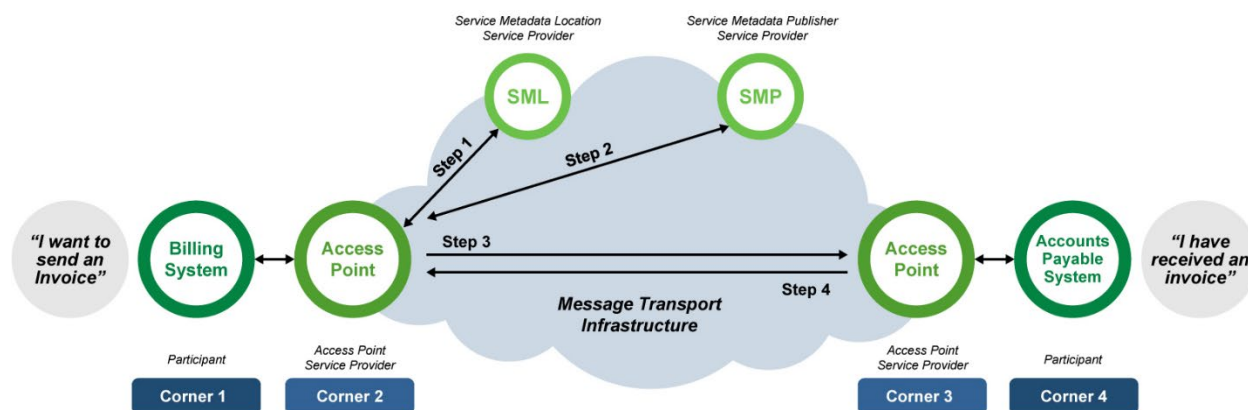 Service Metadata Location
Service Provider
Service Metadata Publisher
Service Provider
SML
SMP
Step 1
Step 2
“I want to
send an
Invoice”
Billing
System
Access
Point
Step 3
Step 4
Message Transport
Infrastructure
Access
Point
Accounts
Payable
System
“I have
received an
invoice”
Participant
Access Point
Service Provider
Access Point
Service Provider
Participant
Corner 1
Corner 2
Corner 3
Corner 4